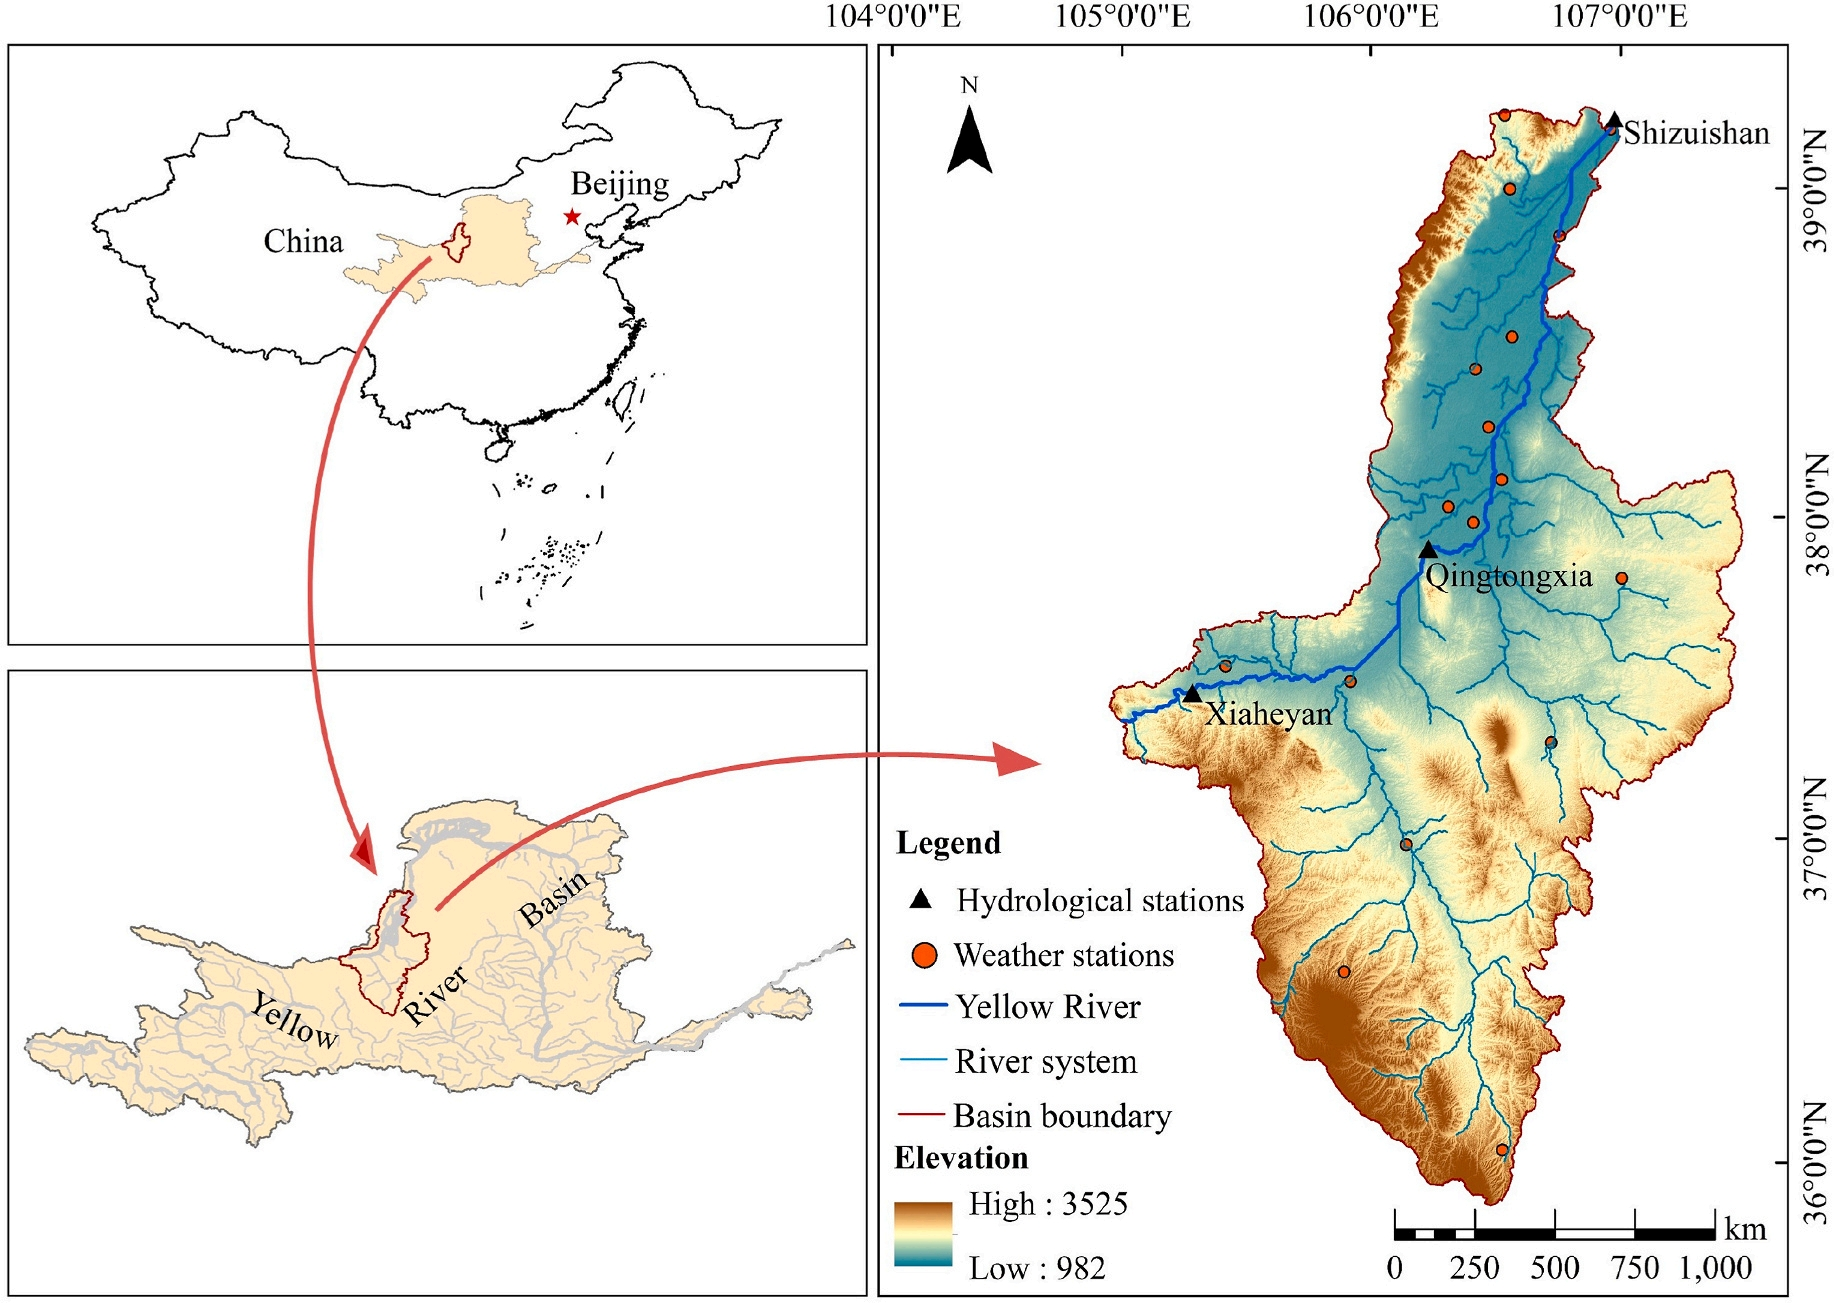 104°0'0"E 105°0'0"E 106°0'0"E 107°0'0"E
Beijing
China
N
Shizuishan
39°0'0"N
38°0'0"N
Qingtongxia
Xiaheyan
37°0'0"N
36°0'0"N
Basin
River
Yellow
Legend
Hydrological stations
Weather stations
Yellow River
River system
Basin boundary
Elevation
High : 3525
Low : 982
km
0 250 500 750 1,000